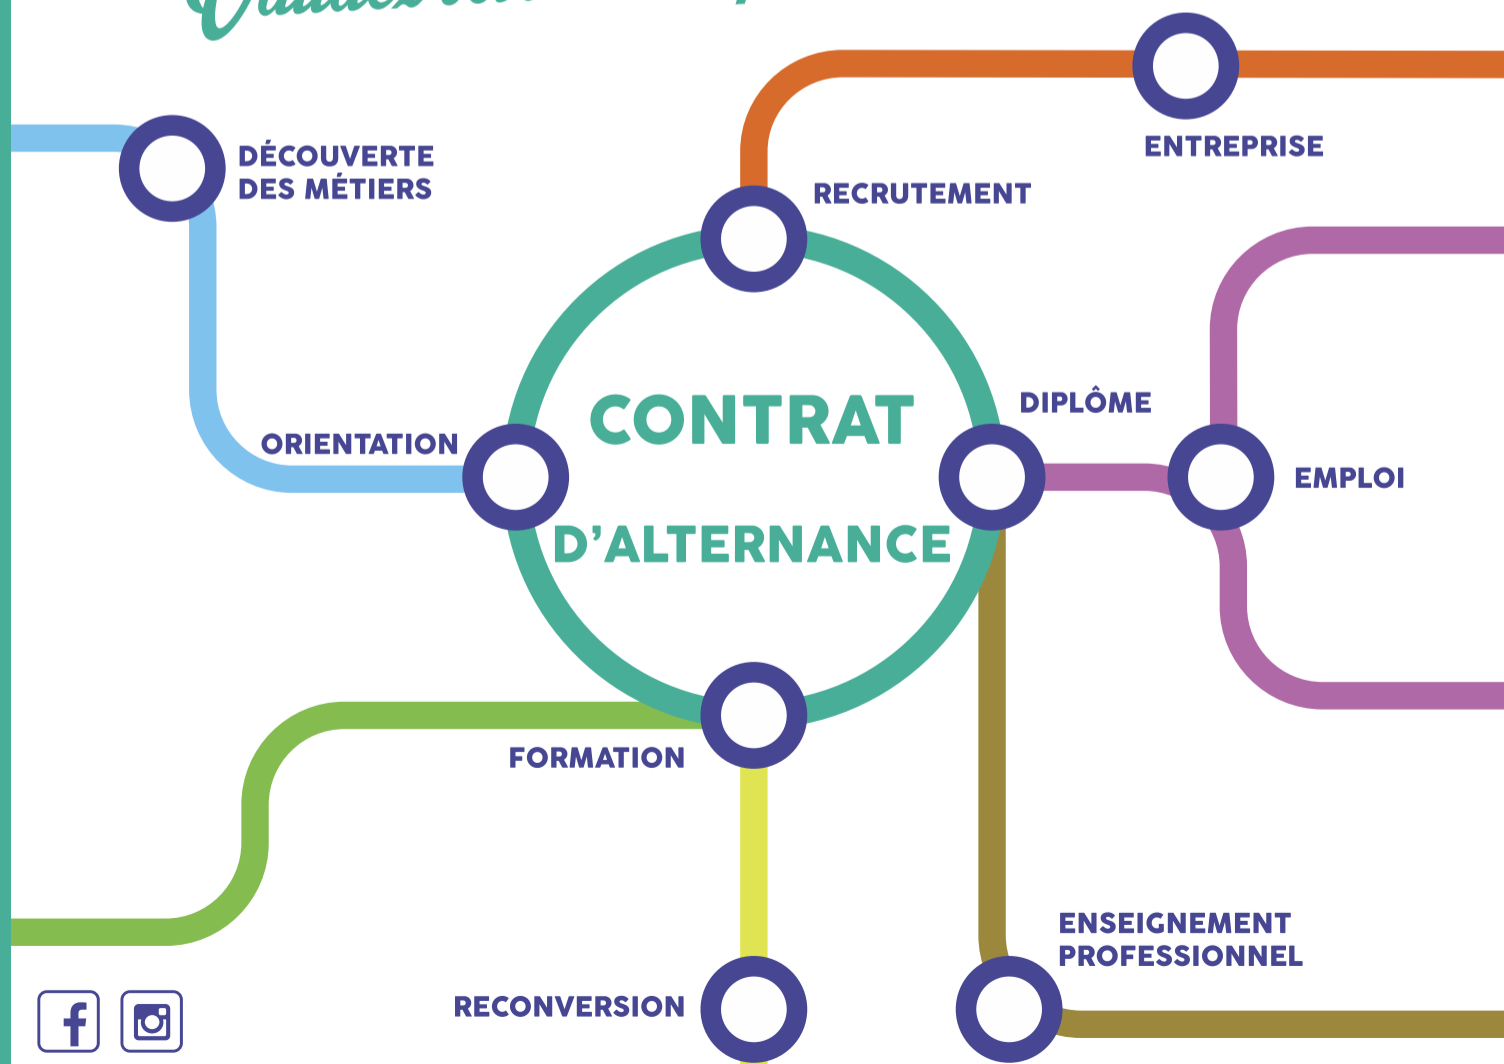 DÉCOUVERTE
DES MÉTIERS
ENTREPRISE
RECRUTEMENT
CONTRAT
D’ALTERNANCE
ORIENTATION
DIPLÔME
EMPLOI
FORMATION
ENSEIGNEMENT
PROFESSIONNEL
RECONVERSION